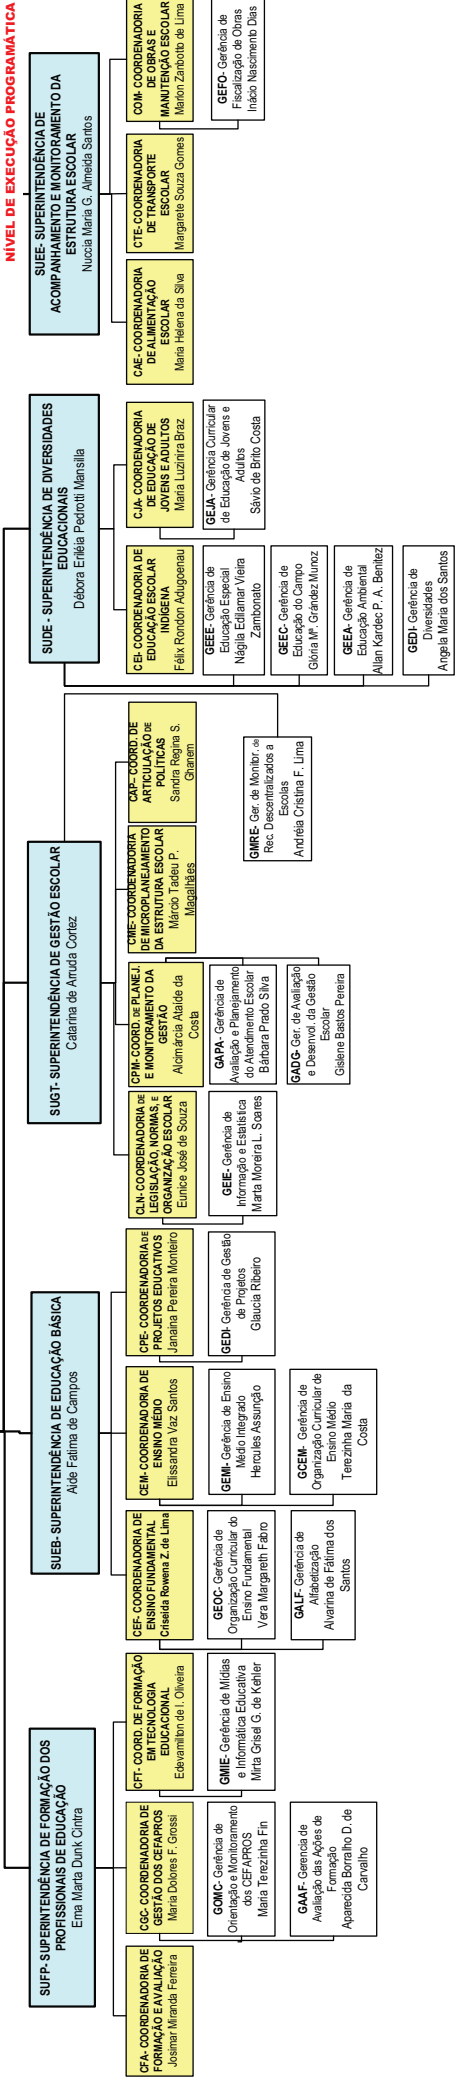 NÍVEL DE EXECUÇÃO PROGRAMÁTICA
SUFP- SUPERINTENDÊNCIA DE FORMAÇÃO DOS
PROFISSIONAIS DE EDUCAÇÃO
Ema Marta Dunk Cintra
CFA- COORDENADORIA DE
FORMAÇÃO E AVALIAÇÃO
Josimar Miranda Ferreira
CGC- COORDENADORIA DE
GESTÃO DOS CEFAPROS
Maria Dolores F. Grossi
GOMC- Gerência de
Orientação e Monitoramento
dos CEFAPROS
Maria Terezinha Fin
GAAF- Gerencia de
Avaliação das Ações de
Formação
Aparecida Borralho D. de
Carvalho
CFT- COORD. DE FORMAÇÃO
EM TECNOLOGIA
EDUCACIONAL
Edevamilton de l. Oliveira
GMIE- Gerência de Mídias
e Informática Educativa
Mirta Grisel G. de Kehler
SUEB- SUPERINTENDÊNCIA DE EDUCAÇÃO BÁSICA
Aide Fatima de Campos
CEF- COORDENADORIA DE
ENSINO FUNDAMENTAL
Criseida Rowena Z. de Lima
GEOC- Gerência de
Organização Curricular do
Ensino Fundamental
Vera Margareth Fabro
GALF- Gerência de
Alfabetização
Alvarina de Fátima dos
Santos
CEM- COORDENADORIA DE
ENSINO MÉDIO
Elissandra Vaz Santos
GEMI- Gerência de Ensino
Médio Integrado
Hercules Assunção
GCEM- Gerência de
Organização Curricular de
Ensino Médio
Terezinha Maria da
Costa
CPE- COORDENADORIA DE
PROJETOS EDUCATIVOS
Janaina Pereira Monteiro
GEDI- Gerência de Gestão
de Projetos
Glaucia Ribeiro
SUGT- SUPERINTENDÊNCIA DE GESTÃO ESCOLAR
Catarina de Arruda Cortez
CLN- COORDENADORIA DE
LEGISLAÇÃO, NORMAS, E
ORGANIZAÇÃO ESCOLAR
Eunice José de Souza
GEIE- Gerência de
Informação e Estatística
Marta Moreira L. Soares
CPM- COORD. DE PLANEJ.
E MONITORAMENTO DA
GESTÃO
Alcimárcia Ataíde da
Costa
GAPA- Gerência de
Avaliação e Planejamento
do Atendimento Escolar
Bárbara Prado Silva
GADG- Ger. de Avaliação
e Desenvol. da Gestão
Escolar
Gislene Bastos Pereira
CME- COORDENADORIA
DE MICROPLANEJAMENTO
DA ESTRUTURA ESCOLAR
Márcio Tadeu P.
Magalhães
CAP– COORD. DE
ARTICULAÇÃO DE
POLÍTICAS
Sandra Regina S.
Ghanem
GMRE- Ger. de Monitor. de
Rec. Descentralizados a
Escolas
Andréia Cristina F. Lima
SUDE - SUPERINTENDÊNCIA DE DIVERSIDADES
EDUCACIONAIS
Débora Eriléia Pedrotti Mansilla
CEI- COORDENADORIA DE
EDUCAÇÃO ESCOLAR
INDÍGENA
Félix Rondon Adugoenau
GEEE- Gerência de
Educação Especial
Nágilia Edilamar Vieira
Zambonato
GEEC- Gerência de
Educação do Campo
Glória Mª. Grández Munoz
GEEA- Gerência de
Educação Ambiental
Allan Kardec P. A. Benitez
GEDI- Gerência de
Diversidades
Angela Maria dos Santos
CJA- COORDENADORIA
DE EDUCAÇÃO DE
JOVENS E ADULTOS
Maria Luzinira Braz
GEJA- Gerência Curricular
de Educação de Jovens e
Adultos
Sávio de Brito Costa
SUEE- SUPERINTENDÊNCIA DE
ACOMPANHAMENTO E MONITORAMENTO DA
ESTRUTURA ESCOLAR
Nuccia Maria G. Almeida Santos
CAE- COORDENADORIA
DE ALIMENTAÇÃO
ESCOLAR
Maria Helena da Silva
CTE- COORDENADORIA
DE TRANSPORTE
ESCOLAR
Margarete Souza Gomes
COM- COORDENADORIA
DE OBRAS E
MANUTENÇÃO ESCOLAR
Marlon Zanbotto de Lima
GEFO- Gerência de
Fiscalização de Obras
Inácio Nascimento Dias